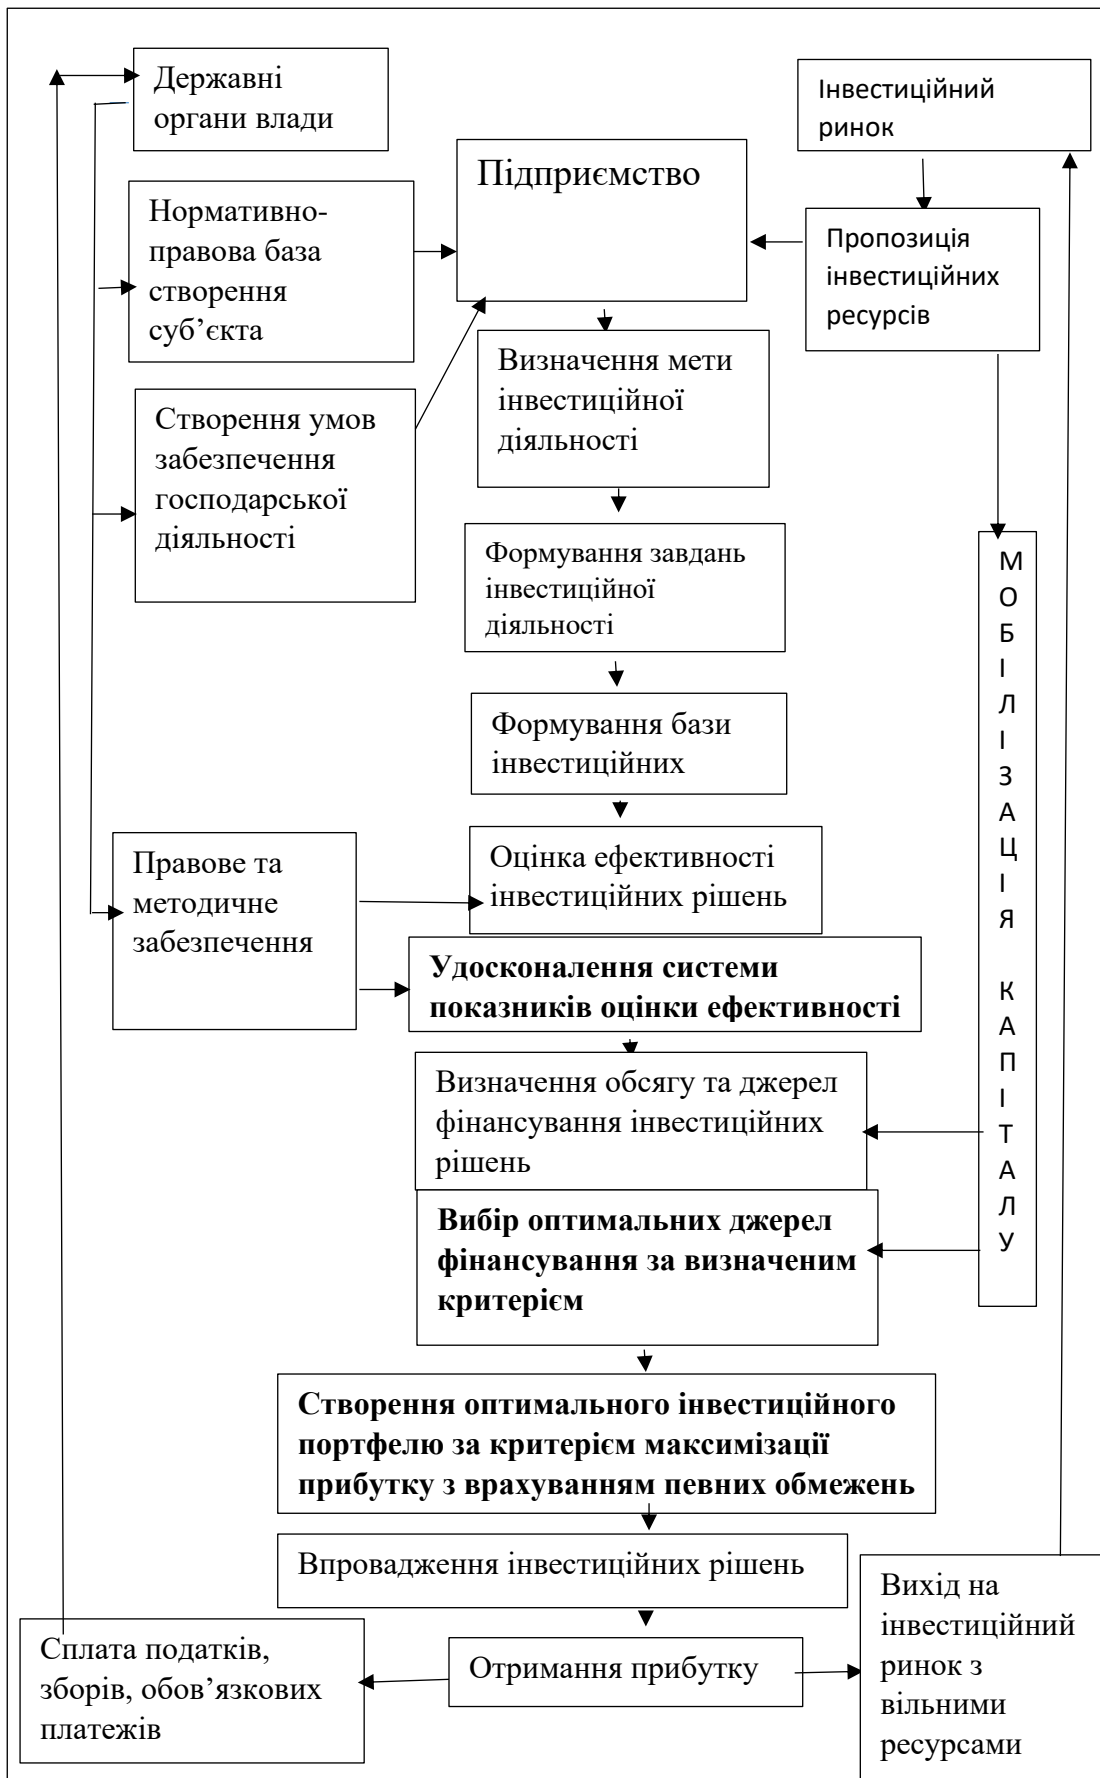 Державні
органи влади
Інвестиційний
ринок
Підприємство
Нормативно-
правова база
створення
суб’єкта
Пропозиція
інвестиційних
ресурсів
Визначення мети
інвестиційної
діяльності
Створення умов
забезпечення
господарської
діяльності
Формування завдань
інвестиційної
діяльності
МОБІЛІЗАЦІЯ КАПІТАЛУ
Формування бази
інвестиційних
Правове та
методичне
забезпечення
Оцінка ефективності
інвестиційних рішень
Удосконалення системи
показників оцінки ефективності
Визначення обсягу та джерел
фінансування інвестиційних
рішень
Вибір оптимальних джерел
фінансування за визначеним
критерієм
Створення оптимального інвестиційного
портфелю за критерієм максимізації
прибутку з врахуванням певних обмежень
Впровадження інвестиційних рішень
Сплата податків,
зборів, обов’язкових
платежів
Отримання прибутку
Вихід на
інвестиційний
ринок з
вільними
ресурсами